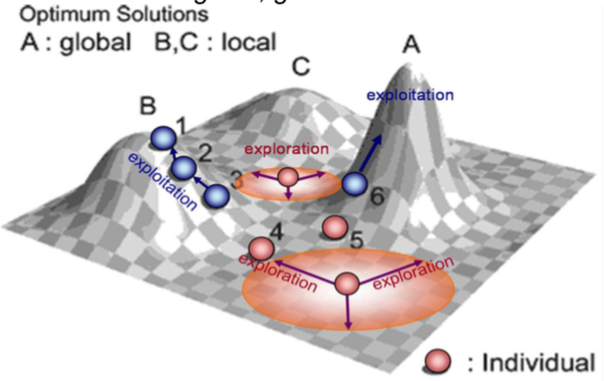 Optimum Solutions
A : global B,C : local
A
C
exploitation
B
1
exploration
2
exploitation
3
6
4
5
exploration
exploration
: Individual